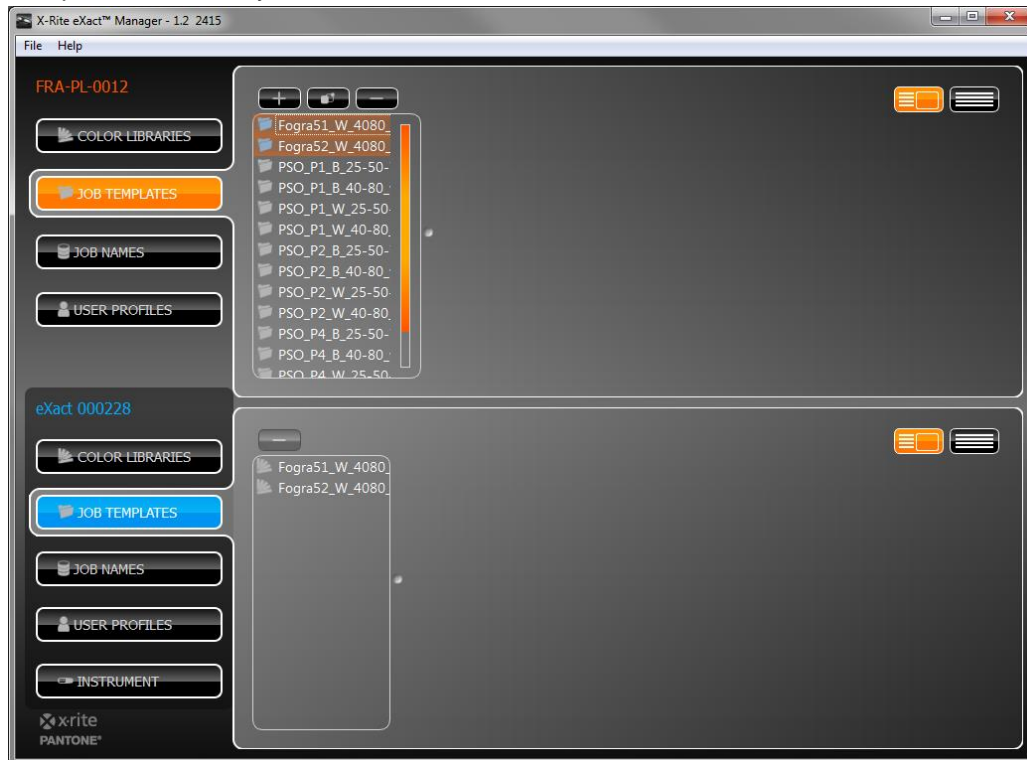 X-Rite eXact™ Manager - 1.2 2415
File Help
FRA-PL-0012
COLOR LIBRARIES
JOB TEMPLATES
JOB NAMES
USER PROFILES
Fogra51_W_4080_
Fogra52_W_4080_
PSO_P1_B_25-50-
PSO_P1_B_40-80_
PSO_P1_W_25-50-
PSO_P1_W_40-80_
PSO_P2_B_25-50-
PSO_P2_B_40-80_
PSO_P2_W_25-50-
PSO_P2_W_40-80_
PSO_P4_B_25-50-
PSO_P4_B_40-80_
PSO_P4_W_25-50-
eXact 000228
COLOR LIBRARIES
JOB TEMPLATES
JOB NAMES
USER PROFILES
INSTRUMENT
Fogra51_W_4080_
Fogra52_W_4080_
x-rite
PANTONE®